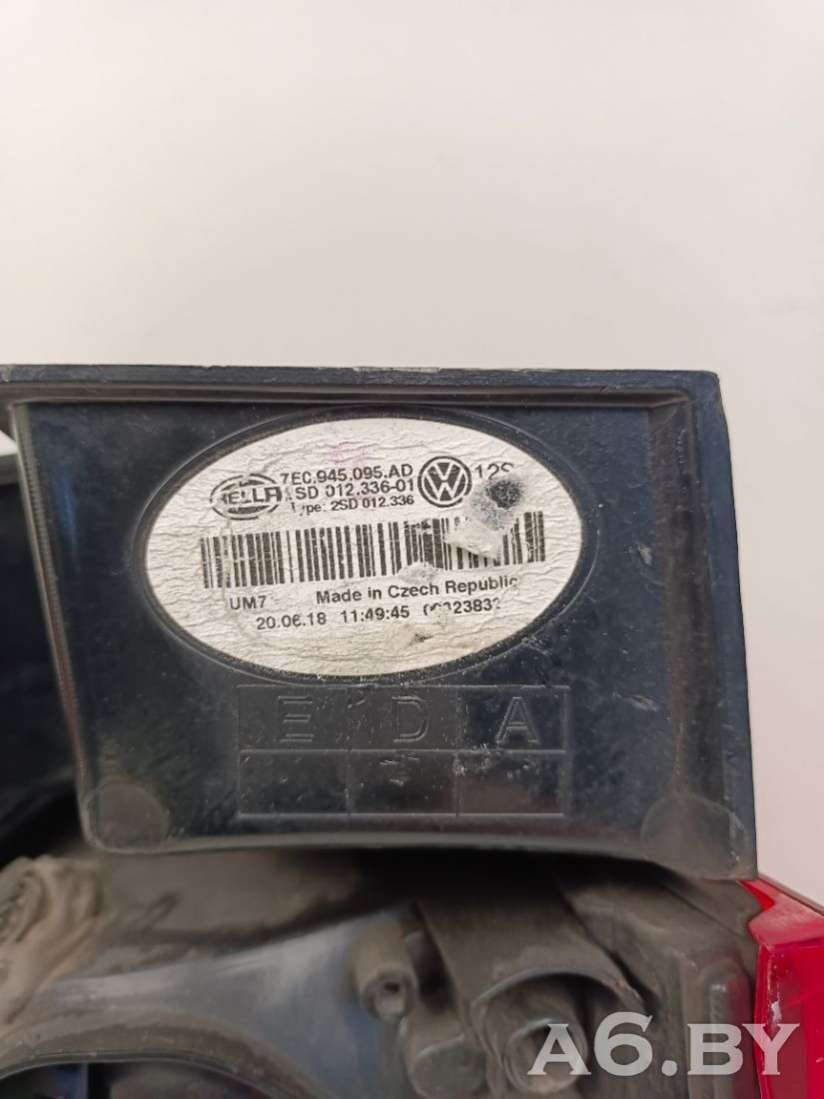 HELLA 7E0.945.095.AD
2SD 012.336-01
Type: 2SD 012.336
UM7 Made in Czech Republic
20.06.18 11:49:45
E D A
A6.BY